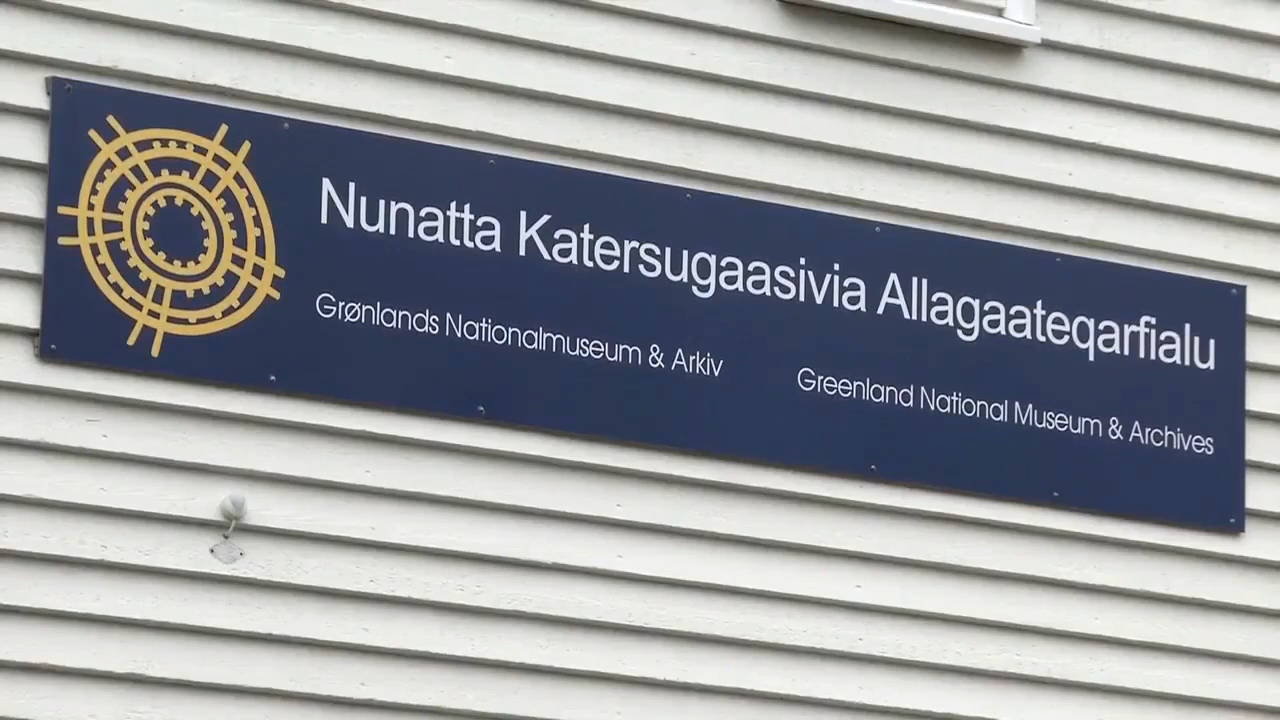 Nunatta Katersugaasivia Allagaateqarfialu
Grønlands Nationalmuseum & Arkiv
Greenland National Museum & Archives